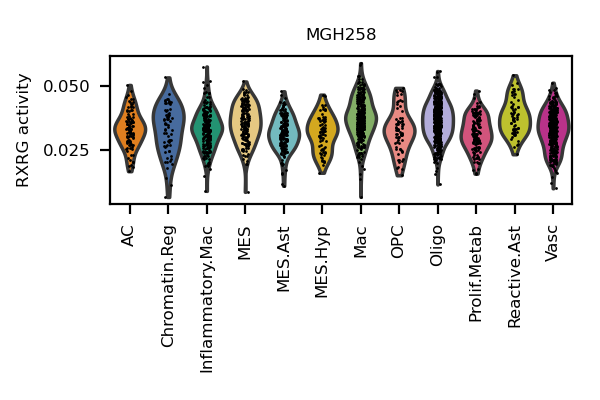 MGH258
RXRG activity
0.050
0.025
AC
Chromatin.Reg
Inflammatory.Mac
MES
MES.Ast
MES.Hyp
Mac
OPC
Oligo
Prolif.Metab
Reactive.Ast
Vasc